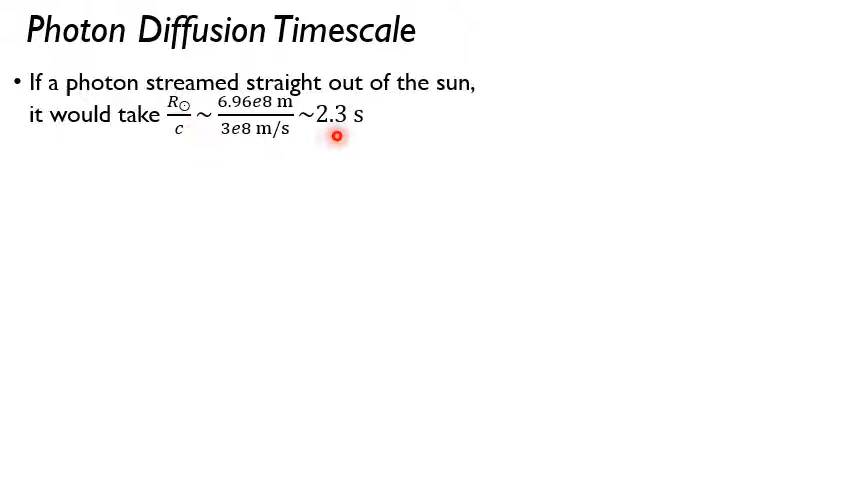 Photon Diffusion Timescale
• If a photon streamed straight out of the sun,
it would take R☉/c ~ 6.96e8 m/3e8 m/s ~2.3 s